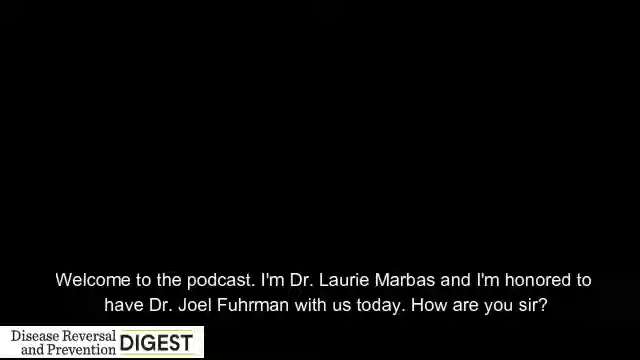 Welcome to the podcast. I'm Dr. Laurie Marbas and I'm honored to
have Dr. Joel Fuhrman with us today. How are you sir?
Disease Reversal
and Prevention DIGEST